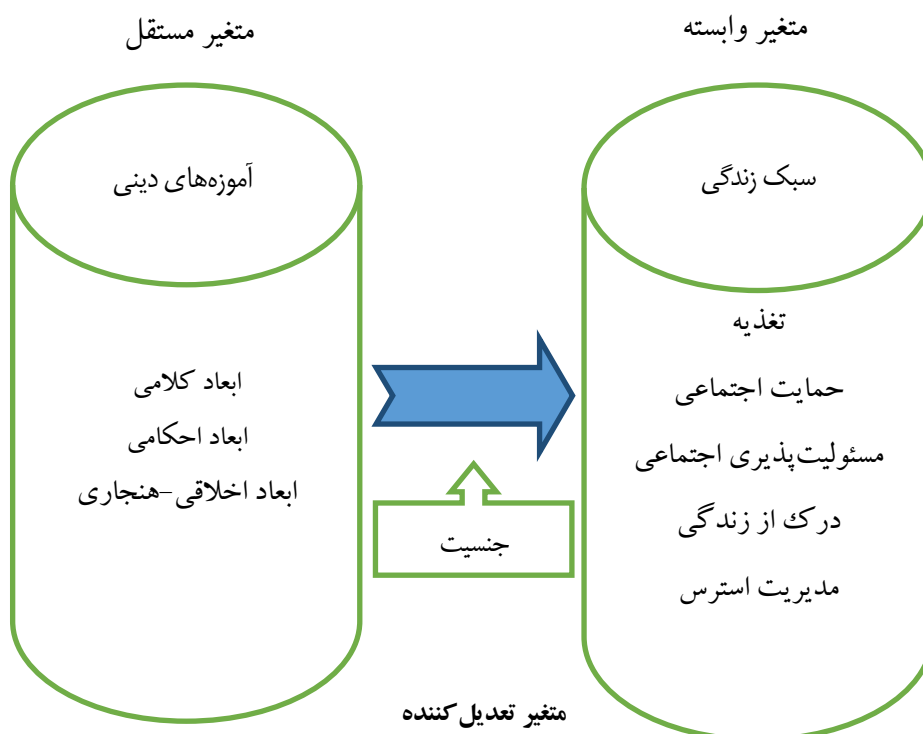 متغیر وابسته
متغیر مستقل
سبک زندگی
آموزه‌های دینی
تغذیه
حمایت اجتماعی
مسئولیت‌پذیری اجتماعی
درک از زندگی
مدیریت استرس
ابعاد کلامی
ابعاد احکامی
ابعاد اخلاقی-هنجاری
جنسیت
متغیر تعدیل‌کننده